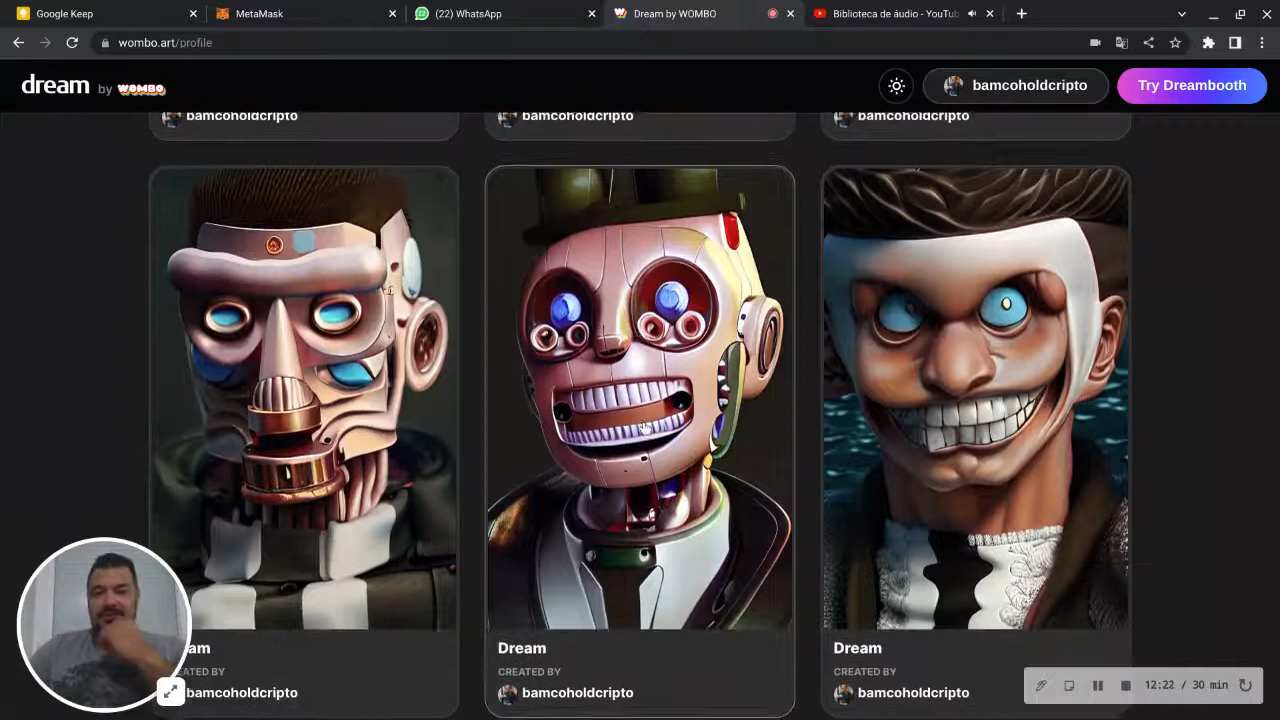 Google Keep
MetaMask
(22) WhatsApp
Dream by WOMBO
Biblioteca de áudio - YouTub
wombo.art/profile
dream by WOMBO
bamcoholdcripto
Try Dreambooth
bamcoholdcripto
bamcoholdcripto
bamcoholdcripto
am
Dream
Dream
ATED BY
CREATED BY
CREATED BY
bamcoholdcripto
bamcoholdcripto
bamcoholdcripto
12:22 / 30 min